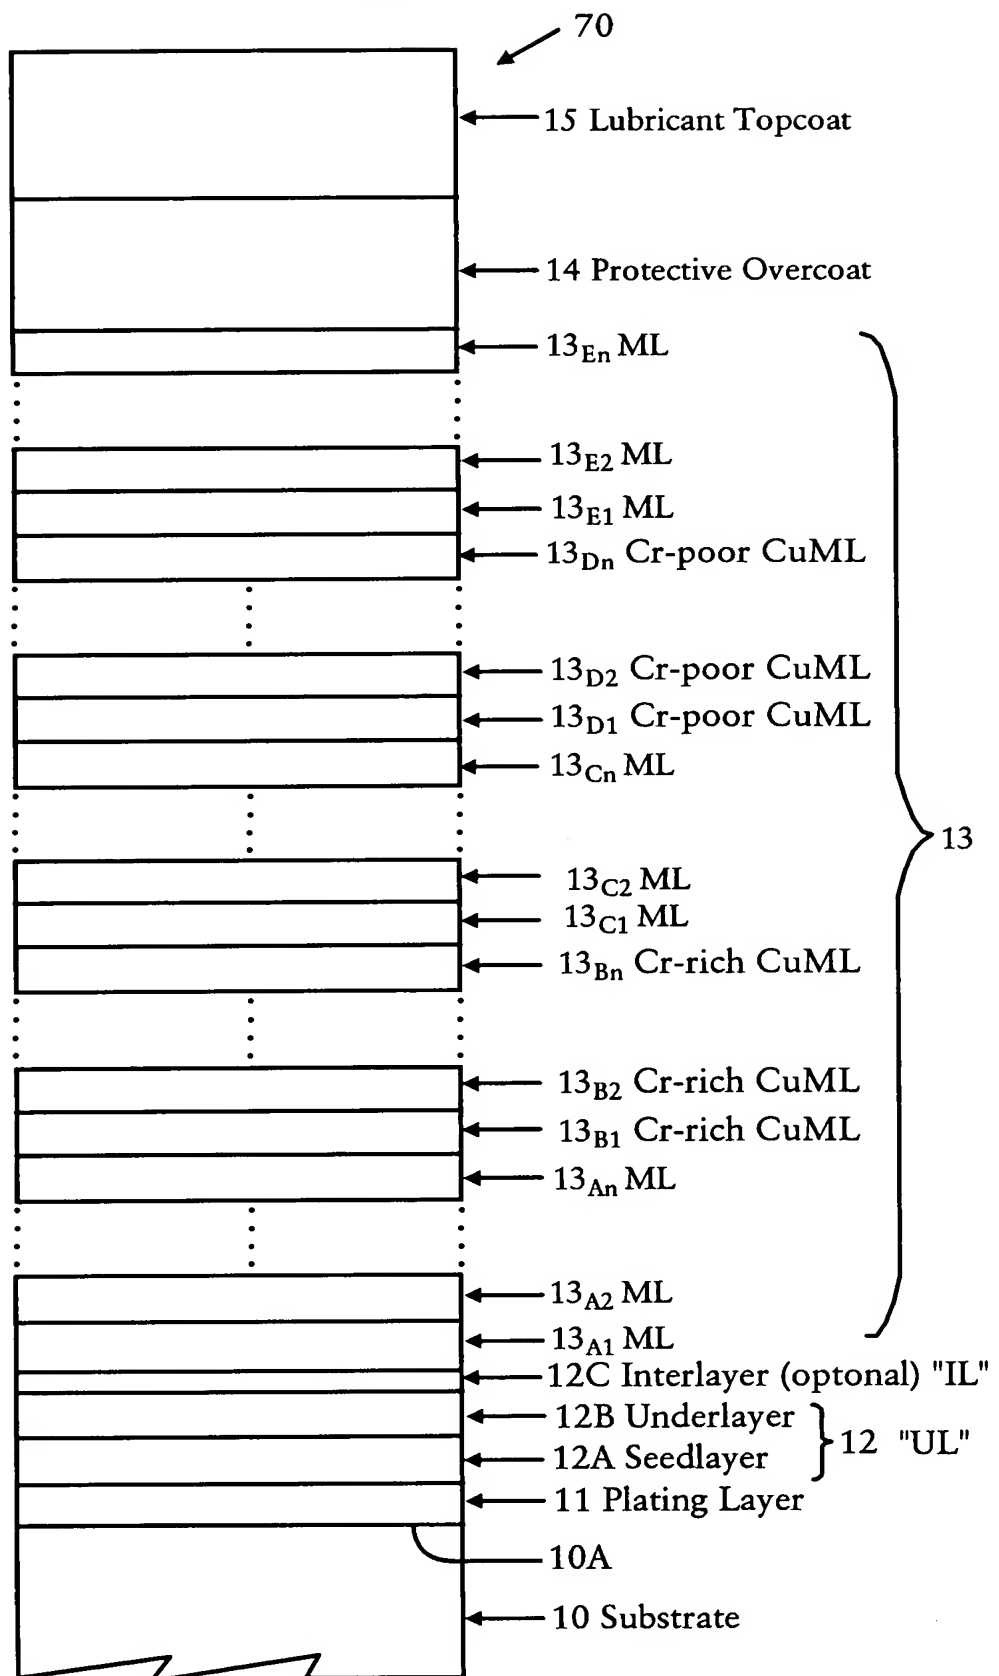 70
15 Lubricant Topcoat
14 Protective Overcoat
13En ML
13E2 ML
13E1 ML
13Dn Cr-poor CuML
13D2 Cr-poor CuML
13D1 Cr-poor CuML
13Cn ML
13
13C2 ML
13C1 ML
13Bn Cr-rich CuML
13B2 Cr-rich CuML
13B1 Cr-rich CuML
13An ML
13A2 ML
13A1 ML
12C Interlayer (optonal) "IL"
12B Underlayer
12 "UL"
12A Seedlayer
11 Plating Layer
10A
10 Substrate